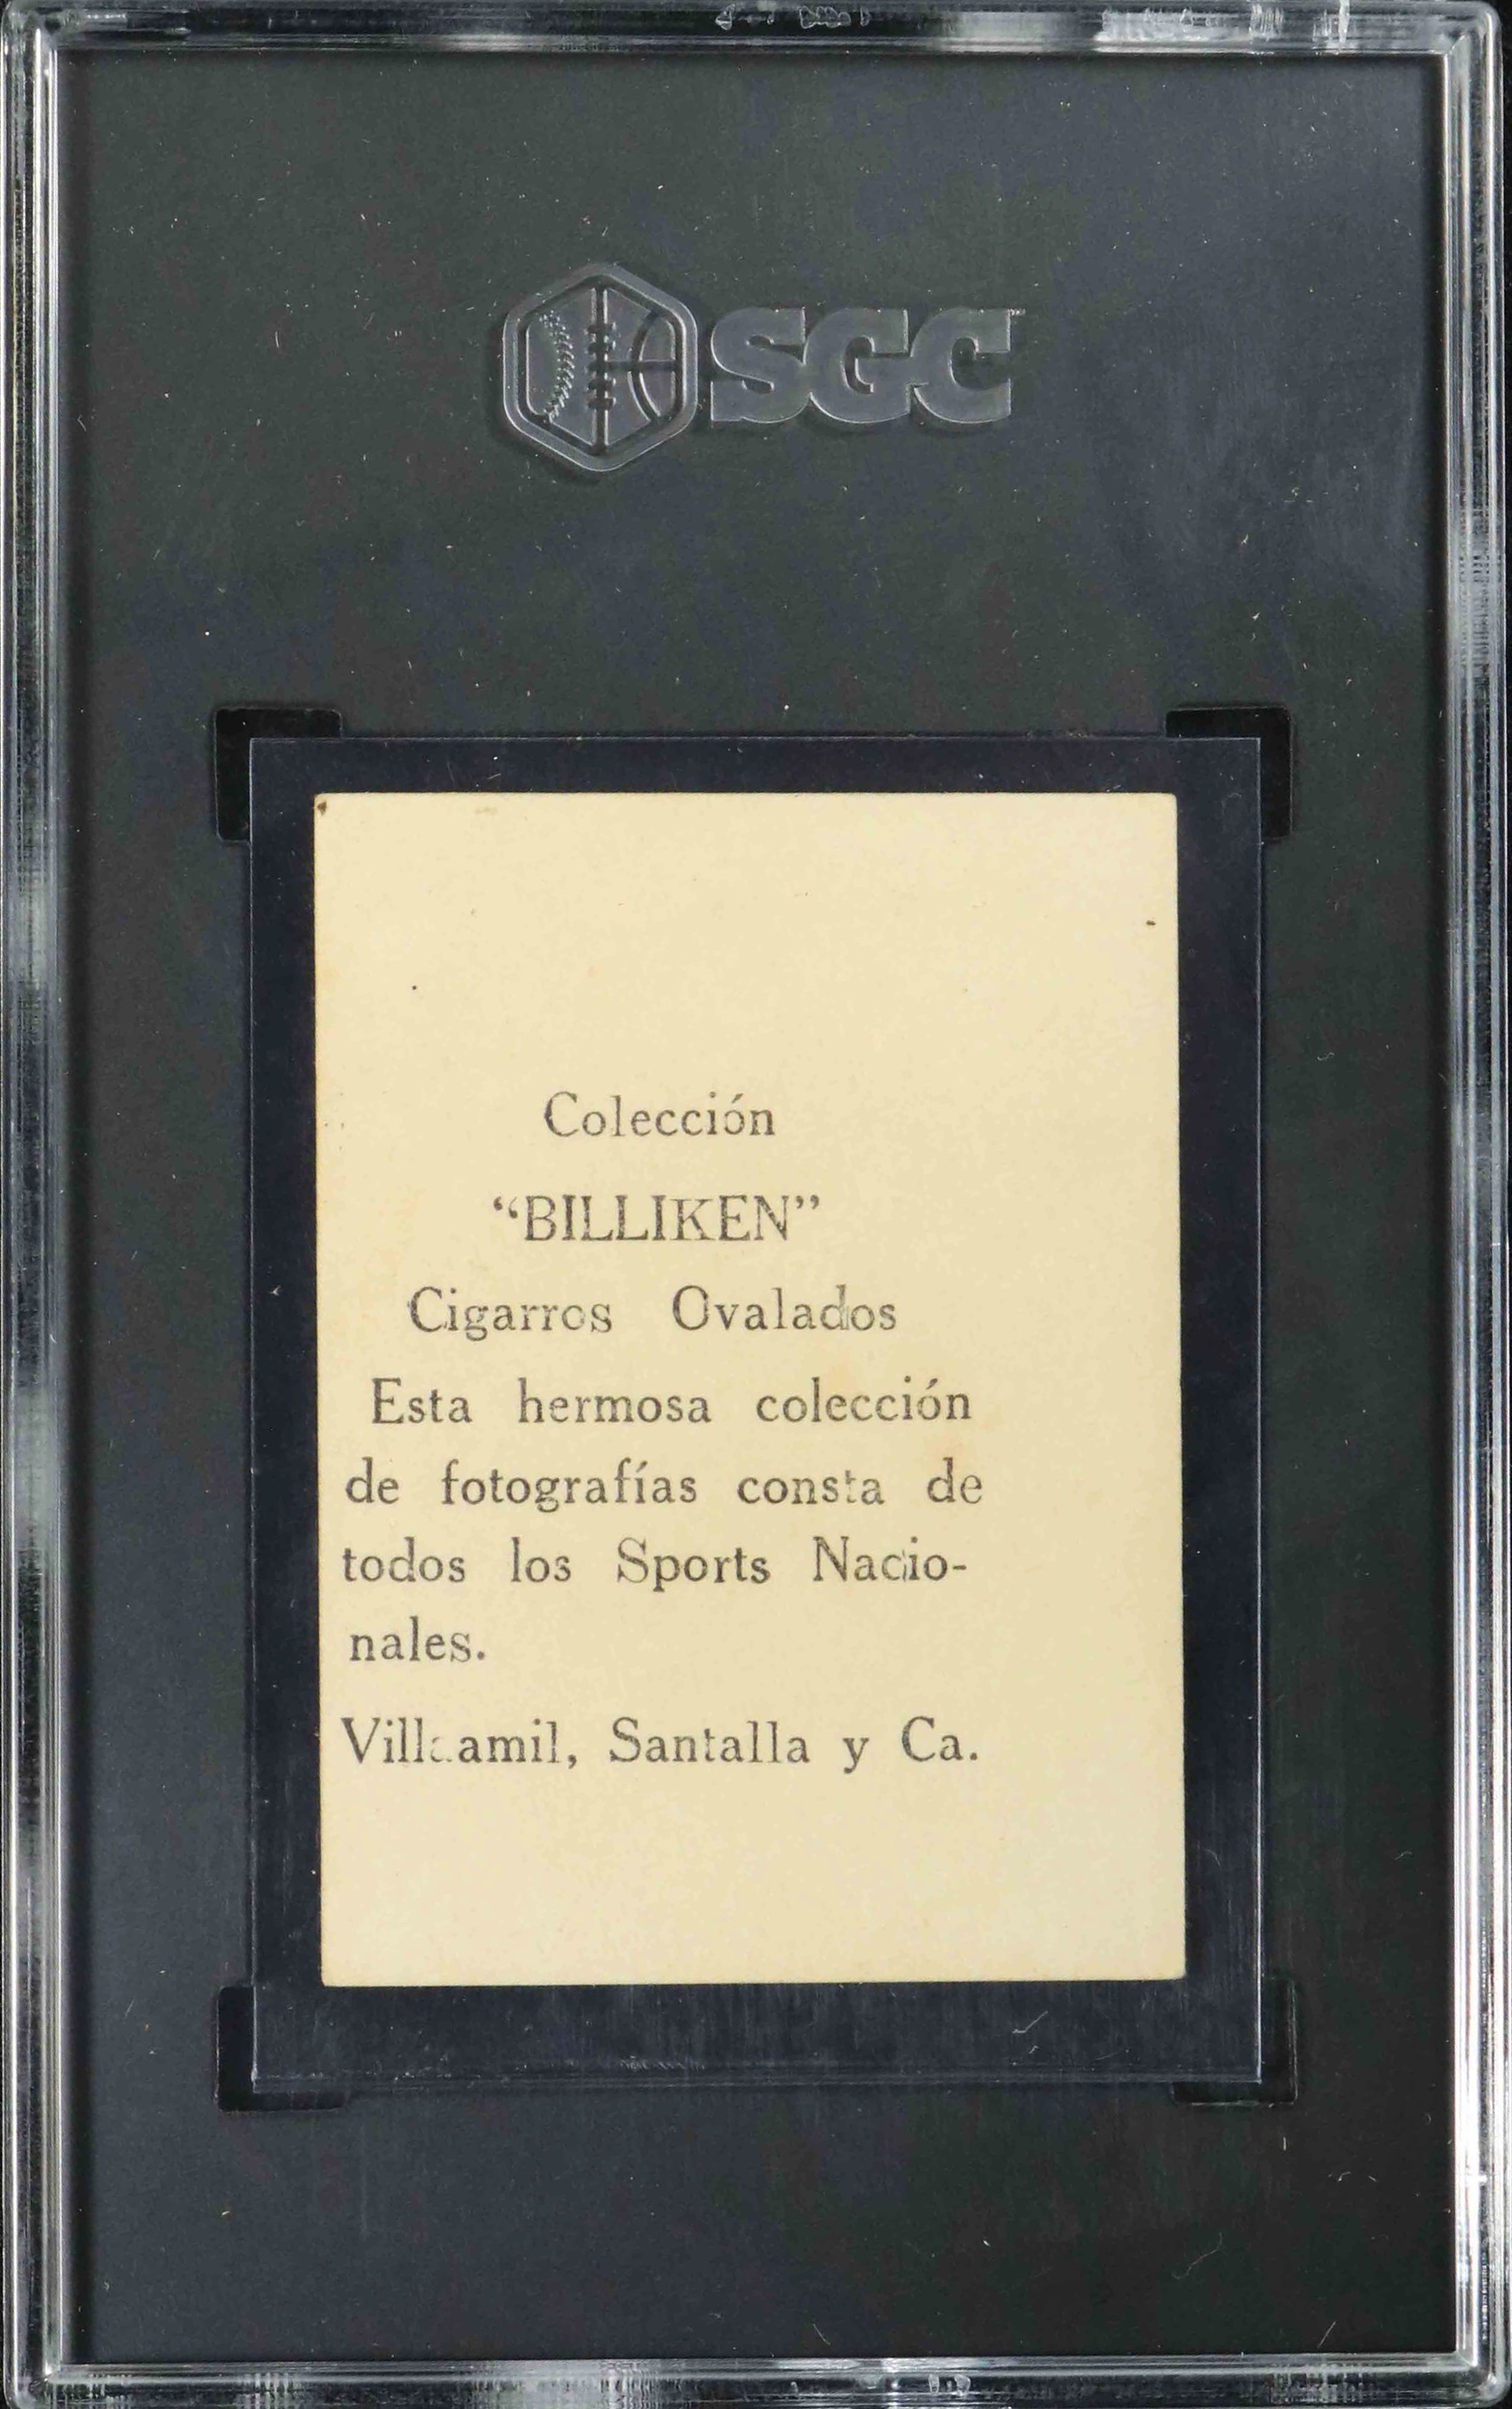 SGC
Colección
“BILLIKEN”
Cigarros Ovalados
Esta hermosa colección
de fotografías consta de
todos los Sports Nacio-
nales.
Villaamil, Santalla y Ca.